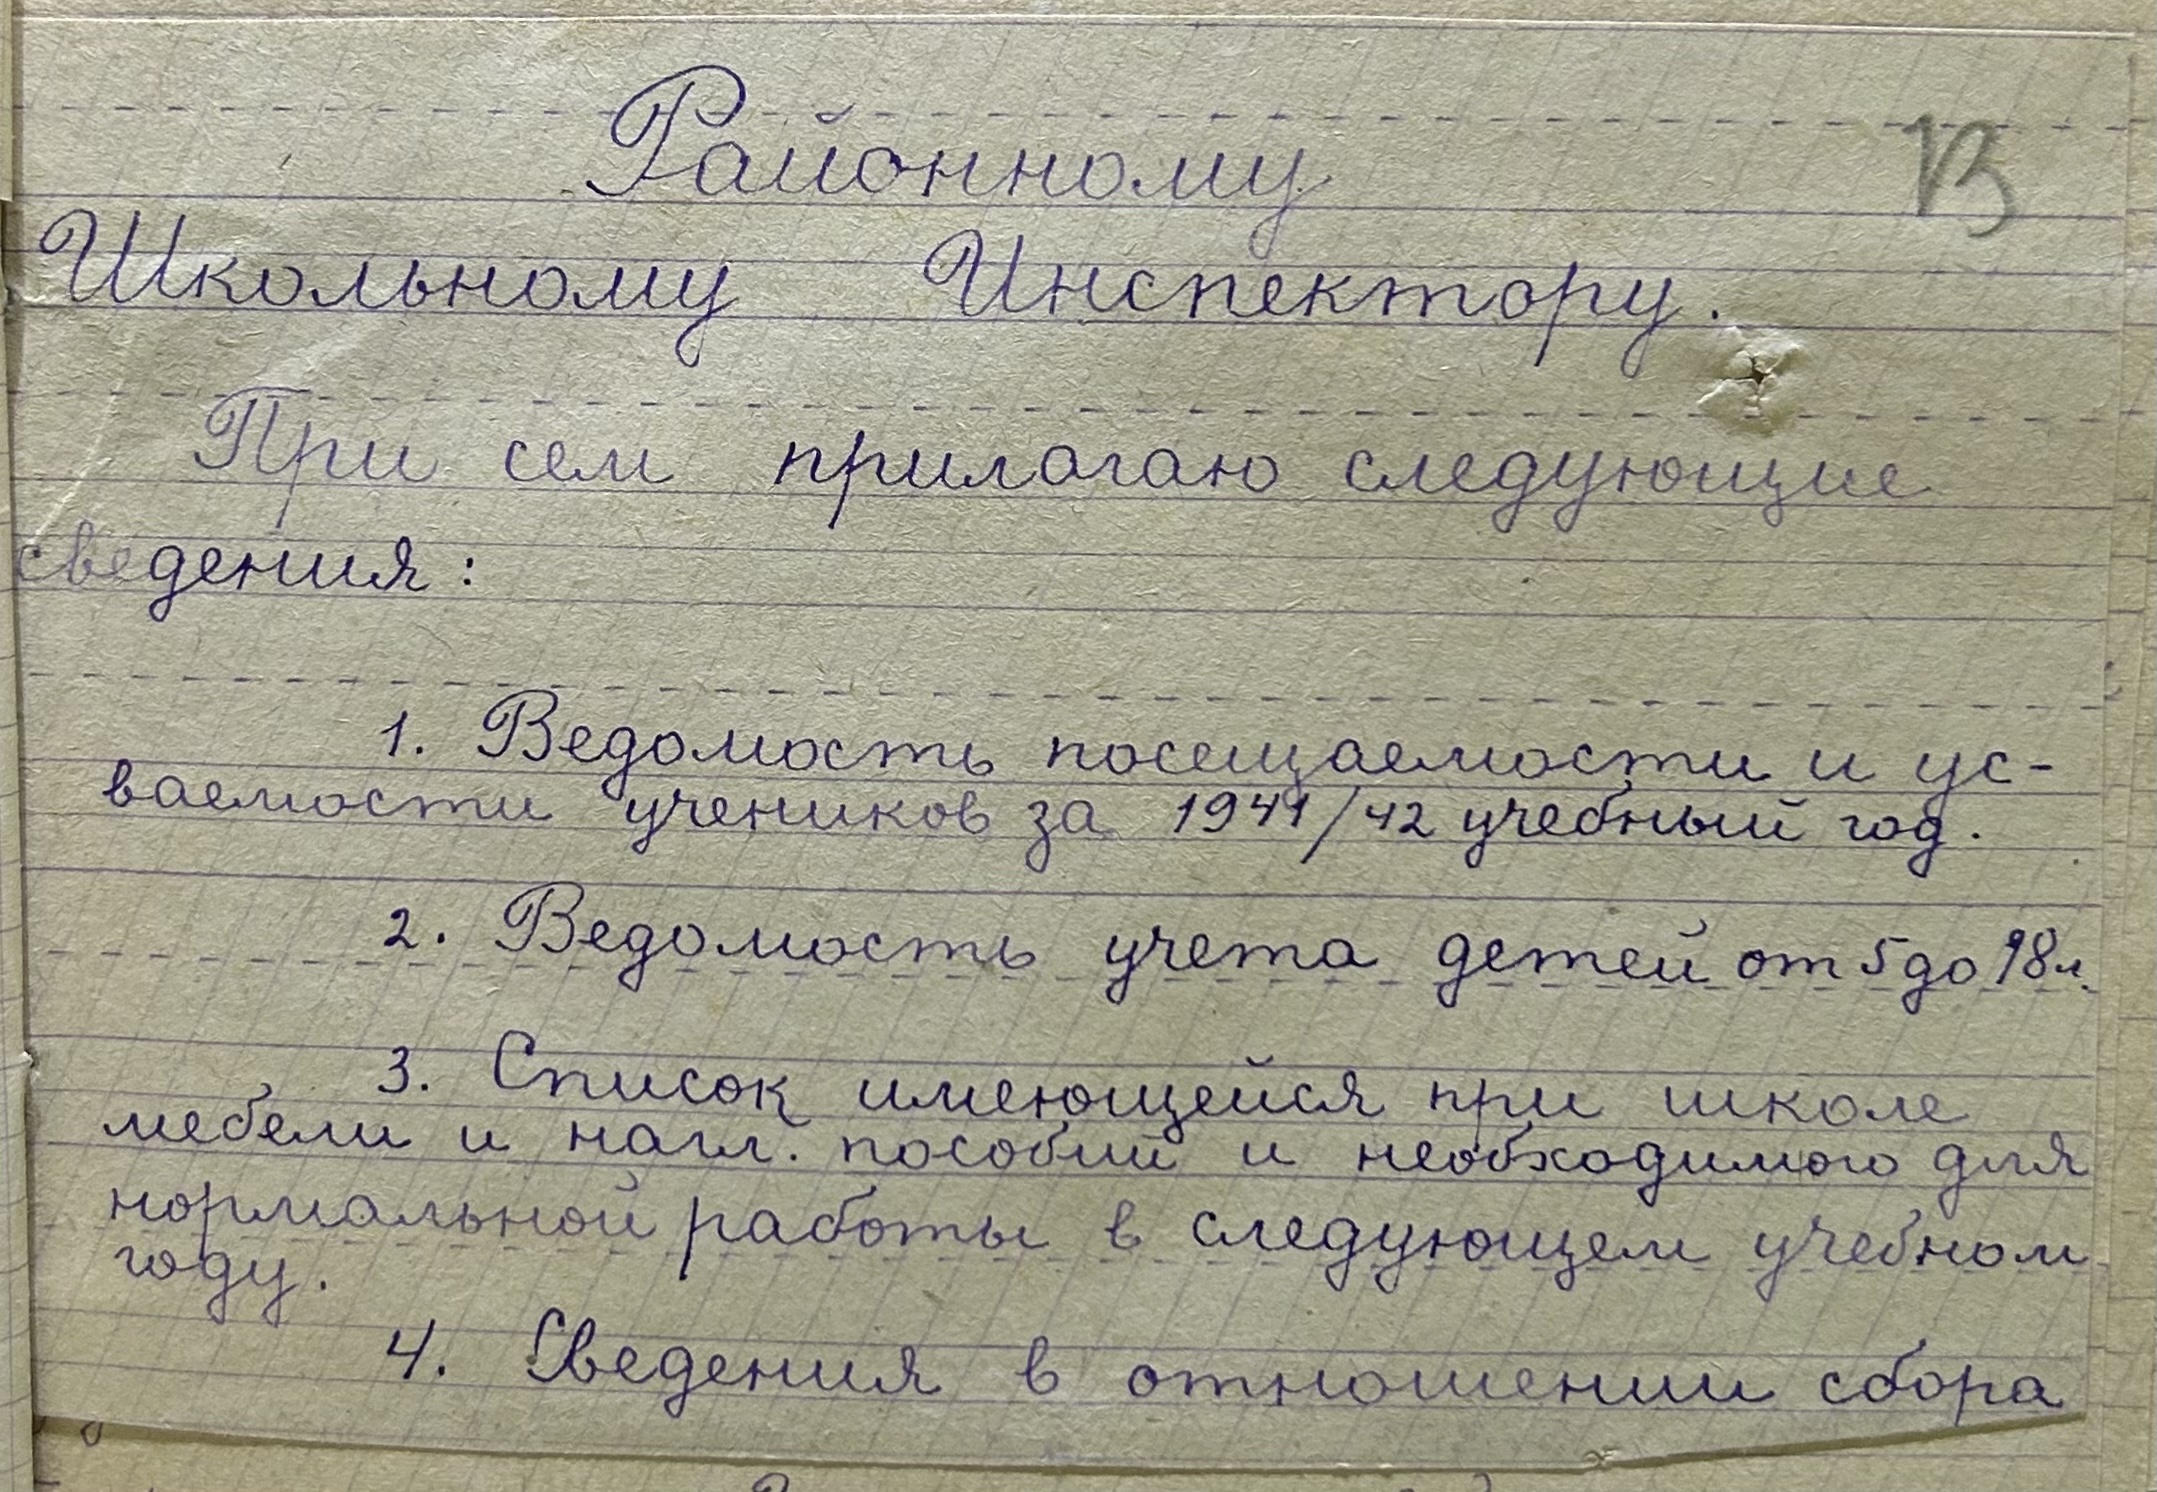 13
Районному
Школьному Инспектору.
При сем прилагаю следующие
сведения:
1. Ведомость посещаемости и ус-
ваемости учеников за 1941/42 учебный год.
2. Ведомость учета детей от 5 до 18 л.
3. Список имеющейся при школе
мебели и нагл. пособий и необходимого для
нормальной работы в следующем учебном
году.
4. Сведения в отношении сбора